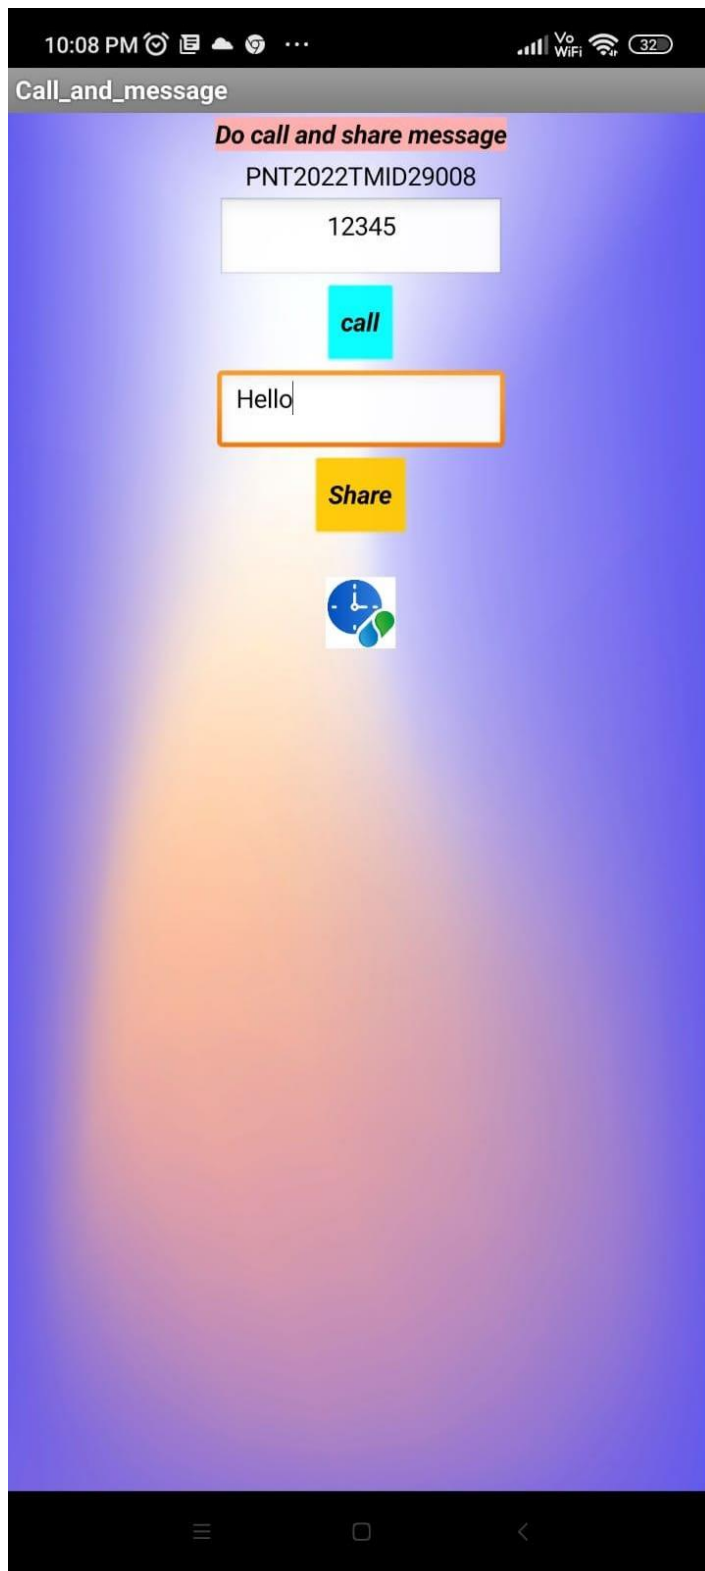 10:08 PM ... Vo WiFi 32
Call_and_message
Do call and share message
PNT2022TMID29008
12345
call
Hello
Share